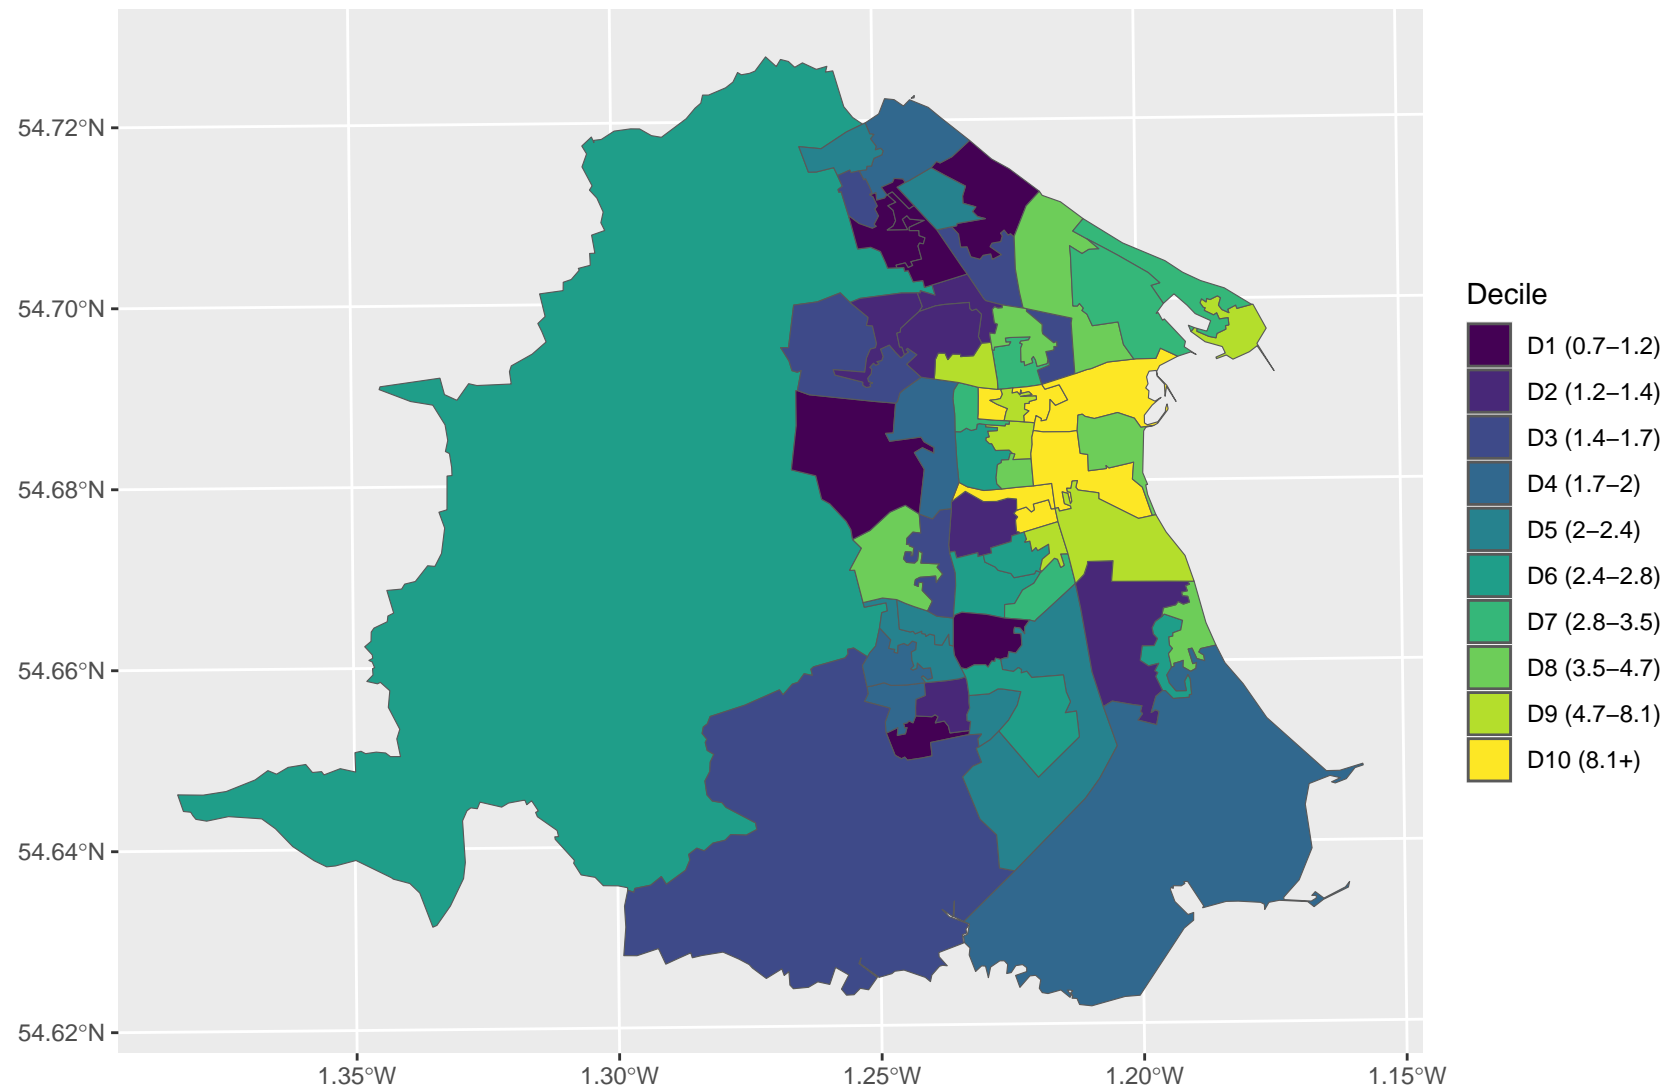 54.72°N
54.70°N
54.68°N
54.66°N
54.64°N
54.62°N
1.35°W
1.30°W
1.25°W
1.20°W
1.15°W
Decile
D1 (0.7–1.2)
D2 (1.2–1.4)
D3 (1.4–1.7)
D4 (1.7–2)
D5 (2–2.4)
D6 (2.4–2.8)
D7 (2.8–3.5)
D8 (3.5–4.7)
D9 (4.7–8.1)
D10 (8.1+)